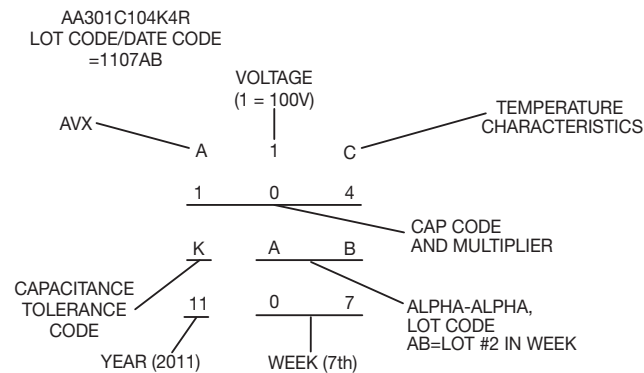 AA301C104K4R
LOT CODE/DATE CODE
=1107AB
VOLTAGE
(1 = 100V)
AVX
TEMPERATURE
CHARACTERISTICS
A 1 C
1 0 4
CAP CODE
AND MULTIPLIER
K A B
CAPACITANCE
TOLERANCE
CODE
ALPHA-ALPHA,
LOT CODE
AB=LOT #2 IN WEEK
11 0 7
YEAR (2011)
WEEK (7th)